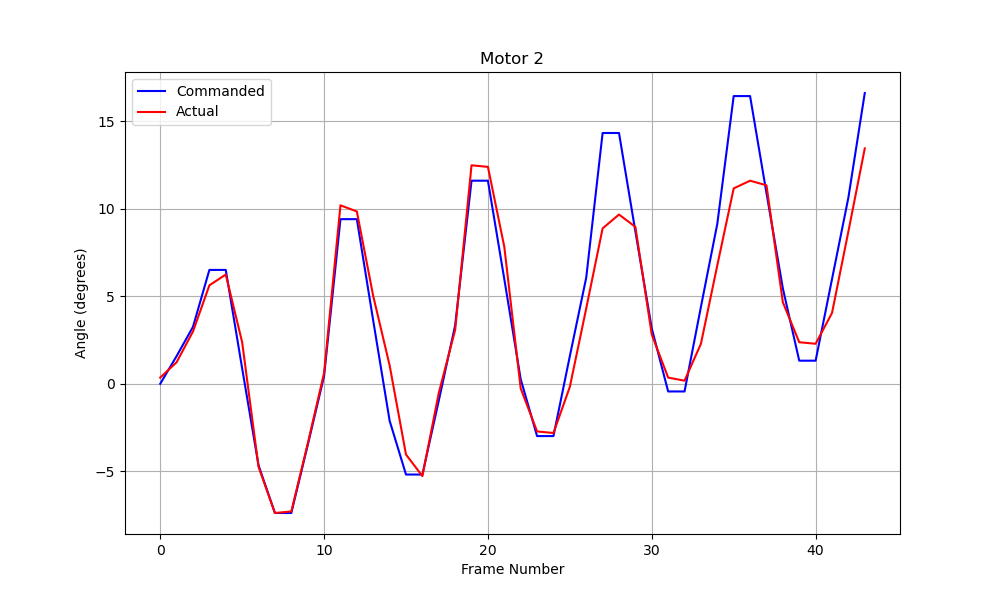 Motor 2
Commanded
Actual
15
10
5
0
−5
0 10 20 30 40
Angle (degrees)
Frame Number